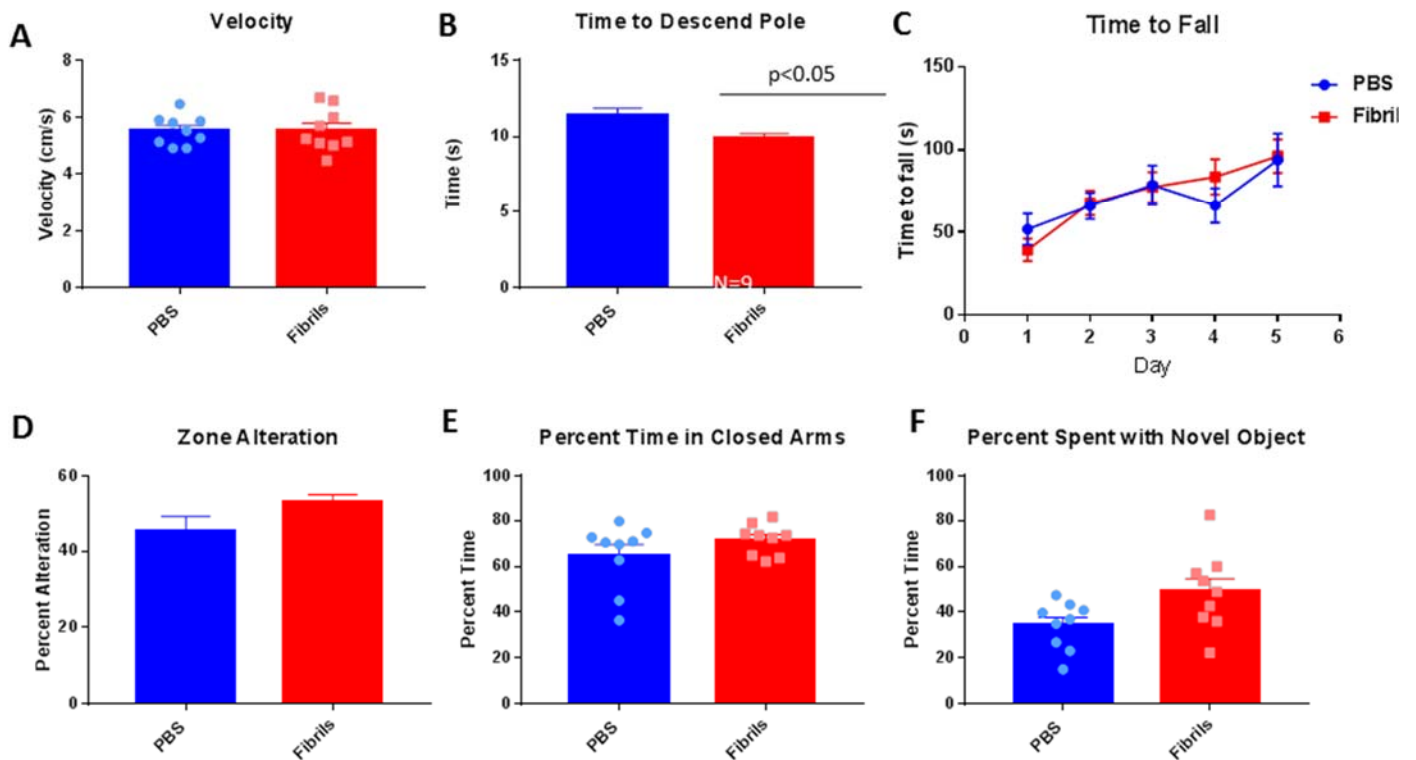 A
Velocity
Velocity (cm/s)
8
6
4
2
0
PBS
Fibrils
B
Time to Descend Pole
p<0.05
Time (s)
15
10
5
0
N=9
PBS
Fibrils
C
Time to Fall
PBS
Fibril
Time to fall (s)
150
100
50
0
0 1 2 3 4 5 6
Day
D
Zone Alteration
Percent Alteration
60
40
20
0
PBS
Fibrils
E
Percent Time in Closed Arms
Percent Time
100
80
60
40
20
0
PBS
Fibrils
F
Percent Spent with Novel Object
Percent Time
100
80
60
40
20
0
PBS
Fibrils